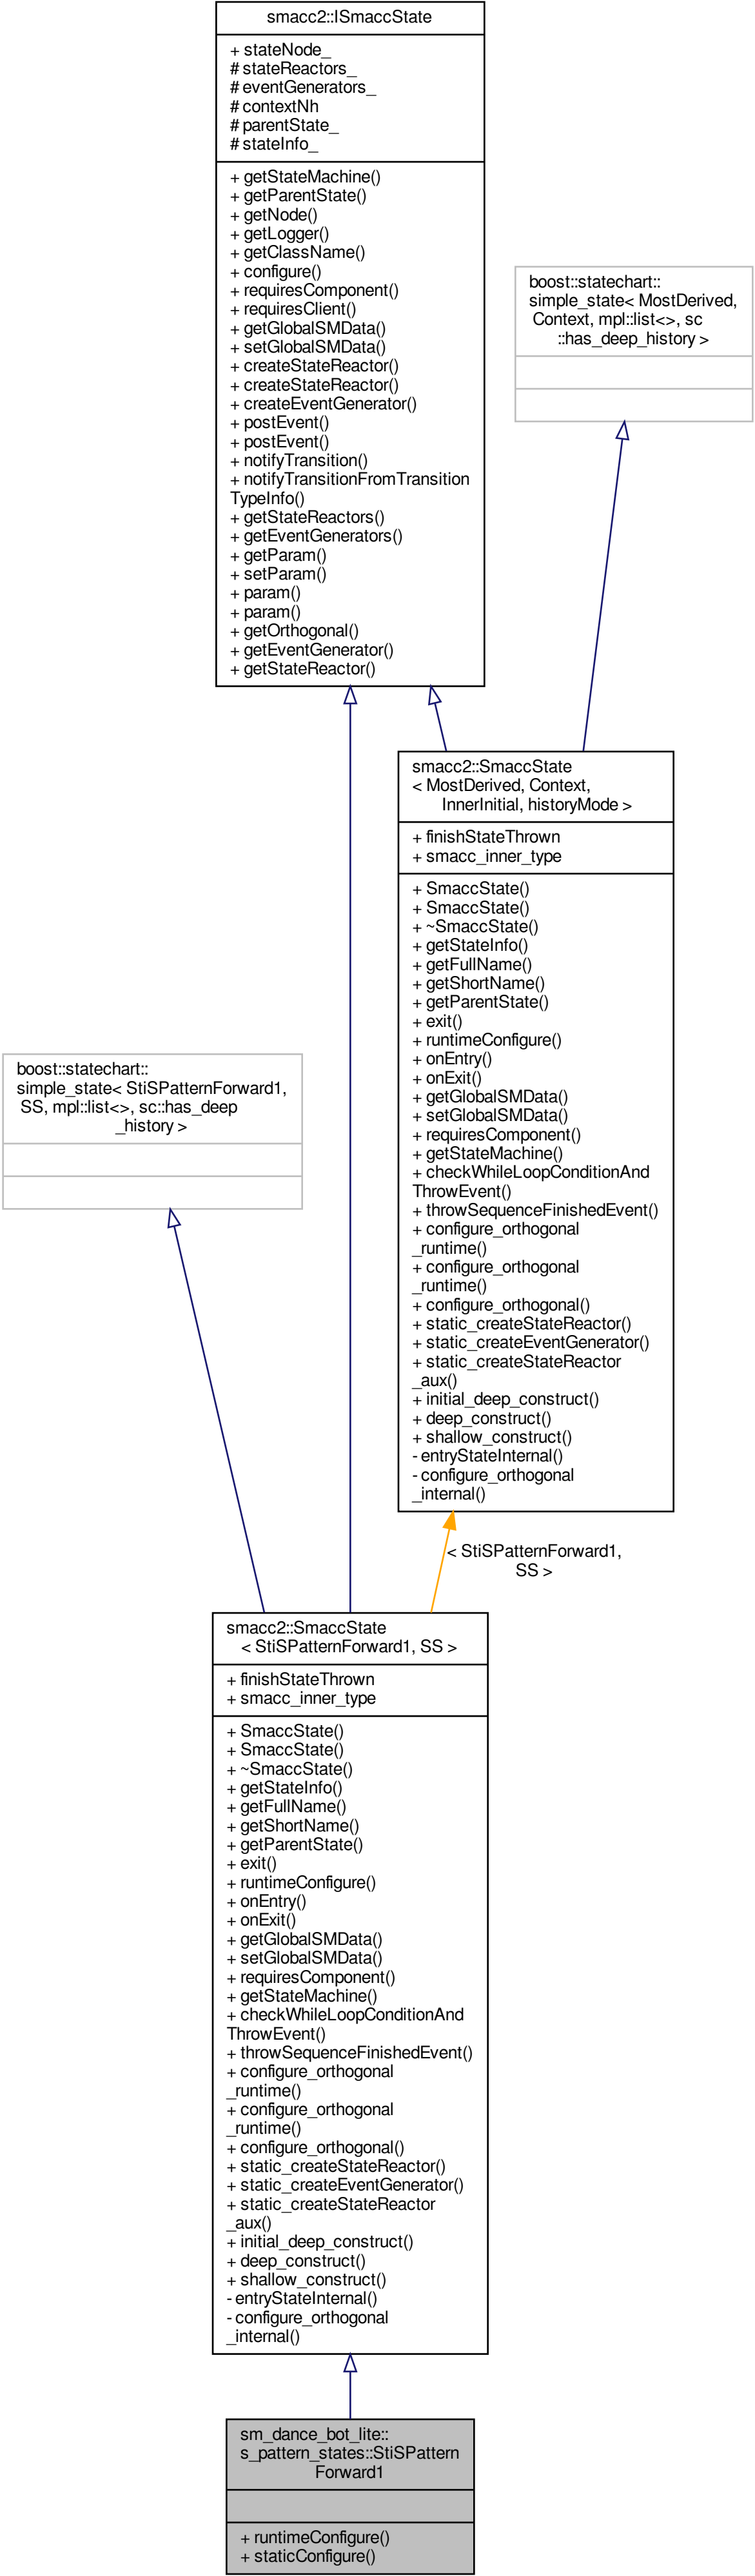 smacc2::ISmaccState
+ stateNode_
# stateReactors_
# eventGenerators_
# contextNh
# parentState_
# stateInfo_
+ getStateMachine()
+ getParentState()
+ getNode()
+ getLogger()
+ getClassName()
+ configure()
+ requiresComponent()
+ requiresClient()
+ getGlobalSMData()
+ setGlobalSMData()
+ createStateReactor()
+ createStateReactor()
+ createEventGenerator()
+ postEvent()
+ postEvent()
+ notifyTransition()
+ notifyTransitionFromTransition
TypeInfo()
+ getStateReactors()
+ getEventGenerators()
+ getParam()
+ setParam()
+ param()
+ param()
+ getOrthogonal()
+ getEventGenerator()
+ getStateReactor()
boost::statechart::
simple_state< MostDerived,
Context, mpl::list<>, sc
::has_deep_history >
smacc2::SmaccState
< MostDerived, Context,
InnerInitial, historyMode >
+ finishStateThrown
+ smacc_inner_type
+ SmaccState()
+ SmaccState()
+ ~SmaccState()
+ getStateInfo()
+ getFullName()
+ getShortName()
+ getParentState()
+ exit()
+ runtimeConfigure()
+ onEntry()
+ onExit()
+ getGlobalSMData()
+ setGlobalSMData()
+ requiresComponent()
+ getStateMachine()
+ checkWhileLoopConditionAnd
ThrowEvent()
+ throwSequenceFinishedEvent()
+ configure_orthogonal
_runtime()
+ configure_orthogonal
_runtime()
+ configure_orthogonal()
+ static_createStateReactor()
+ static_createEventGenerator()
+ static_createStateReactor
_aux()
+ initial_deep_construct()
+ deep_construct()
+ shallow_construct()
- entryStateInternal()
- configure_orthogonal
_internal()
boost::statechart::
simple_state< StiSPatternForward1,
SS, mpl::list<>, sc::has_deep
_history >
< StiSPatternForward1,
SS >
smacc2::SmaccState
< StiSPatternForward1, SS >
+ finishStateThrown
+ smacc_inner_type
+ SmaccState()
+ SmaccState()
+ ~SmaccState()
+ getStateInfo()
+ getFullName()
+ getShortName()
+ getParentState()
+ exit()
+ runtimeConfigure()
+ onEntry()
+ onExit()
+ getGlobalSMData()
+ setGlobalSMData()
+ requiresComponent()
+ getStateMachine()
+ checkWhileLoopConditionAnd
ThrowEvent()
+ throwSequenceFinishedEvent()
+ configure_orthogonal
_runtime()
+ configure_orthogonal
_runtime()
+ configure_orthogonal()
+ static_createStateReactor()
+ static_createEventGenerator()
+ static_createStateReactor
_aux()
+ initial_deep_construct()
+ deep_construct()
+ shallow_construct()
- entryStateInternal()
- configure_orthogonal
_internal()
sm_dance_bot_lite::
s_pattern_states::StiSPattern
Forward1
+ runtimeConfigure()
+ staticConfigure()